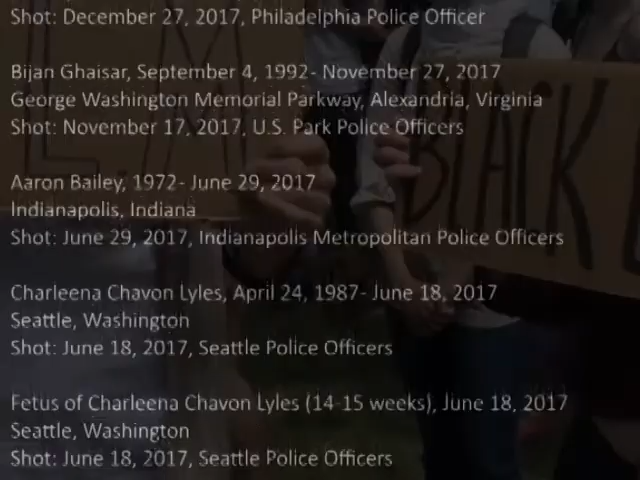 Shot: December 27, 2017, Philadelphia Police Officer
Bijan Ghaisar, September 4, 1992- November 27, 2017
George Washington Memorial Parkway, Alexandria, Virginia
Shot: November 17, 2017, U.S. Park Police Officers
Aaron Bailey, 1972- June 29, 2017
Indianapolis, Indiana
Shot: June 29, 2017, Indianapolis Metropolitan Police Officers
Charleena Chavon Lyles, April 24, 1987- June 18, 2017
Seattle, Washington
Shot: June 18, 2017, Seattle Police Officers
Fetus of Charleena Chavon Lyles (14-15 weeks), June 18, 2017
Seattle, Washington
Shot: June 18, 2017, Seattle Police Officers
BLACK